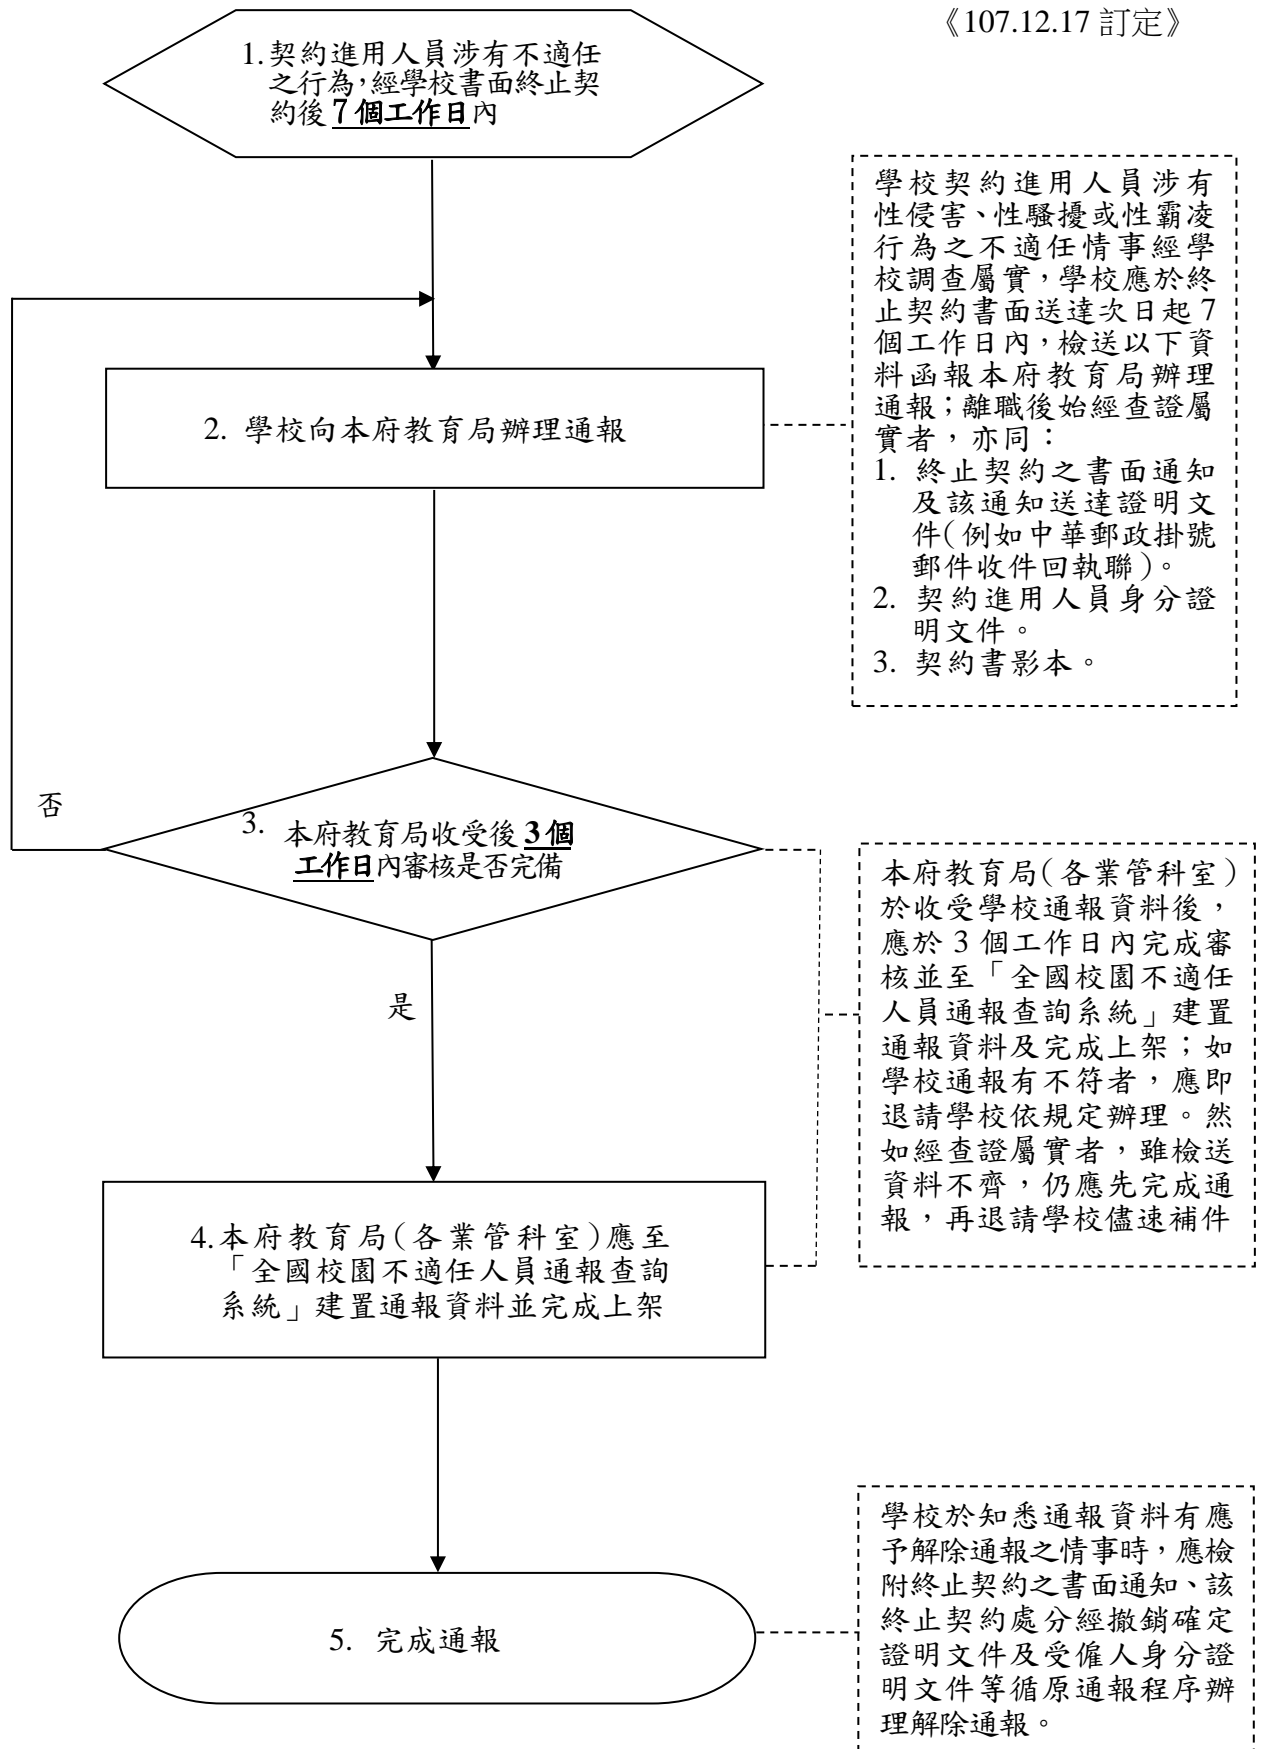 《107.12.17 訂定》
1.契約進用人員涉有不適任
之行為,經學校書面終止契
約後7個工作日內
學校契約進用人員涉有
性侵害、性騷擾或性霸凌
行為之不適任情事經學
校調查屬實,學校應於終
止契約書面送達次日起7
個工作日內,檢送以下資
料函報本府教育局辦理
通報;離職後始經查證屬
實者,亦同:
1. 終止契約之書面通知
及該通知送達證明文
件(例如中華郵政掛號
郵件收件回執聯)。
2. 契約進用人員身分證
明文件。
3. 契約書影本。
2. 學校向本府教育局辦理通報
否
3. 本府教育局收受後3個
工作日內審核是否完備
是
本府教育局(各業管科室)
於收受學校通報資料後,
應於3個工作日內完成審
核並至「全國校園不適任
人員通報查詢系統」建置
通報資料及完成上架;如
學校通報有不符者,應即
退請學校依規定辦理。然
如經查證屬實者,雖檢送
資料不齊,仍應先完成通
報,再退請學校儘速補件
4.本府教育局(各業管科室)應至
「全國校園不適任人員通報查詢
系統」建置通報資料並完成上架
5. 完成通報
學校於知悉通報資料有應
予解除通報之情事時,應檢
附終止契約之書面通知、該
終止契約處分經撤銷確定
證明文件及受僱人身分證
明文件等循原通報程序辦
理解除通報。